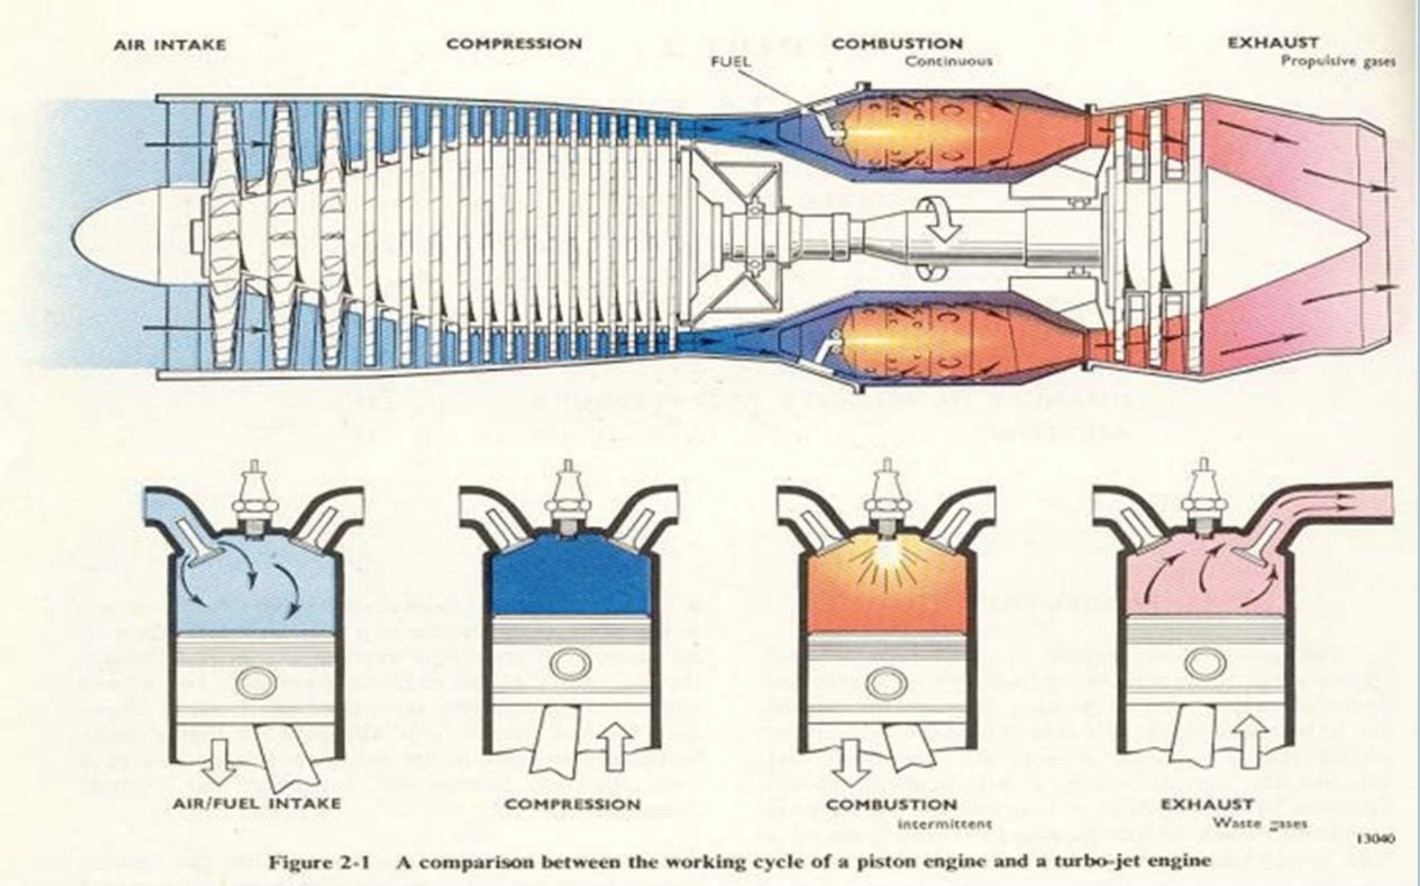 AIR INTAKE
COMPRESSION
COMBUSTION
Continuous
EXHAUST
Propulsive gases
FUEL
AIR/FUEL INTAKE
COMPRESSION
COMBUSTION
intermittent
EXHAUST
Waste gases
13040
Figure 2-1 A comparison between the working cycle of a piston engine and a turbo-jet engine